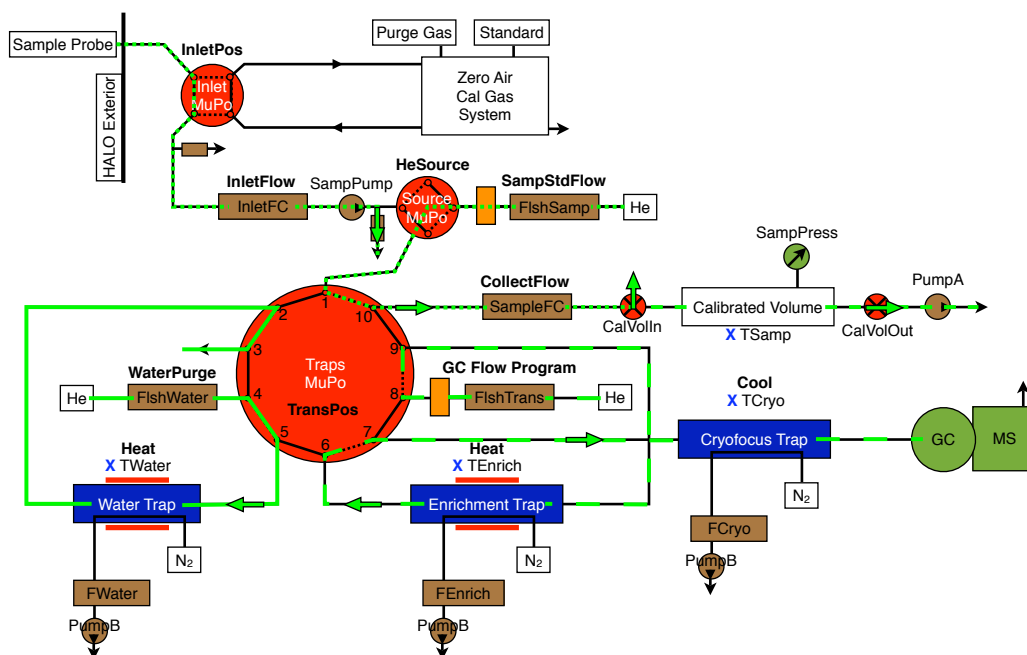 Purge Gas
Standard
Sample Probe
InletPos
Inlet
MuPo
Zero Air
Cal Gas
System
HALO Exterior
HeSource
InletFlow
SampPump
SampStdFlow
InletFC
Source
MuPo
FlshSamp
He
SampPress
CollectFlow
PumpA
SampleFC
Calibrated Volume
CalVolIn
CalVolOut
X TSamp
1
2
10
3
9
Traps
MuPo
WaterPurge
GC Flow Program
He
FlshWater
4
TransPos
8
FlshTrans
He
Cool
X TCryo
5
6
7
Cryofocus Trap
GC
MS
Heat
X TWater
Heat
X TEnrich
Water Trap
Enrichment Trap
N2
N2
N2
FCryo
PumpB
FWater
FEnrich
PumpB
PumpB